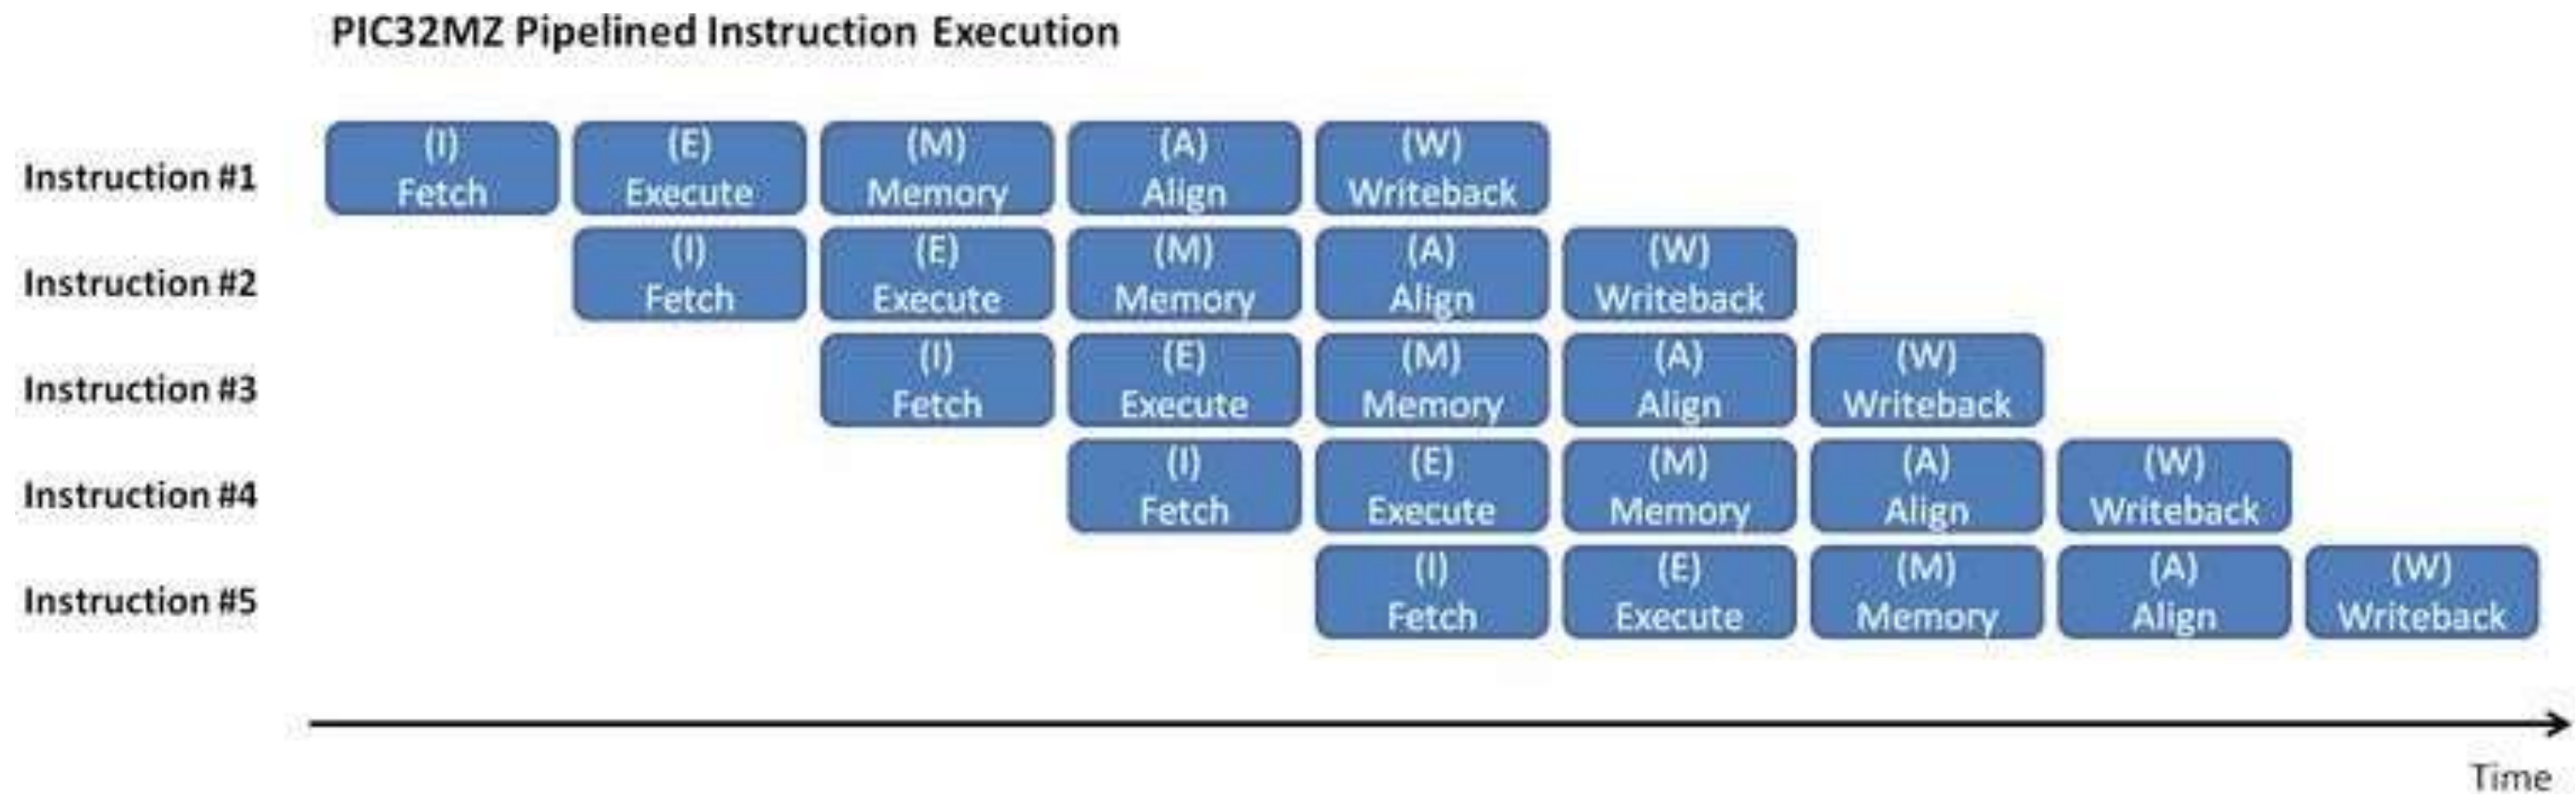 PIC32MZ Pipelined Instruction Execution
Instruction #1
(I)
Fetch
(E)
Execute
(M)
Memory
(A)
Align
(W)
Writeback
Instruction #2
(I)
Fetch
(E)
Execute
(M)
Memory
(A)
Align
(W)
Writeback
Instruction #3
(I)
Fetch
(E)
Execute
(M)
Memory
(A)
Align
(W)
Writeback
Instruction #4
(I)
Fetch
(E)
Execute
(M)
Memory
(A)
Align
(W)
Writeback
Instruction #5
(I)
Fetch
(E)
Execute
(M)
Memory
(A)
Align
(W)
Writeback
Time